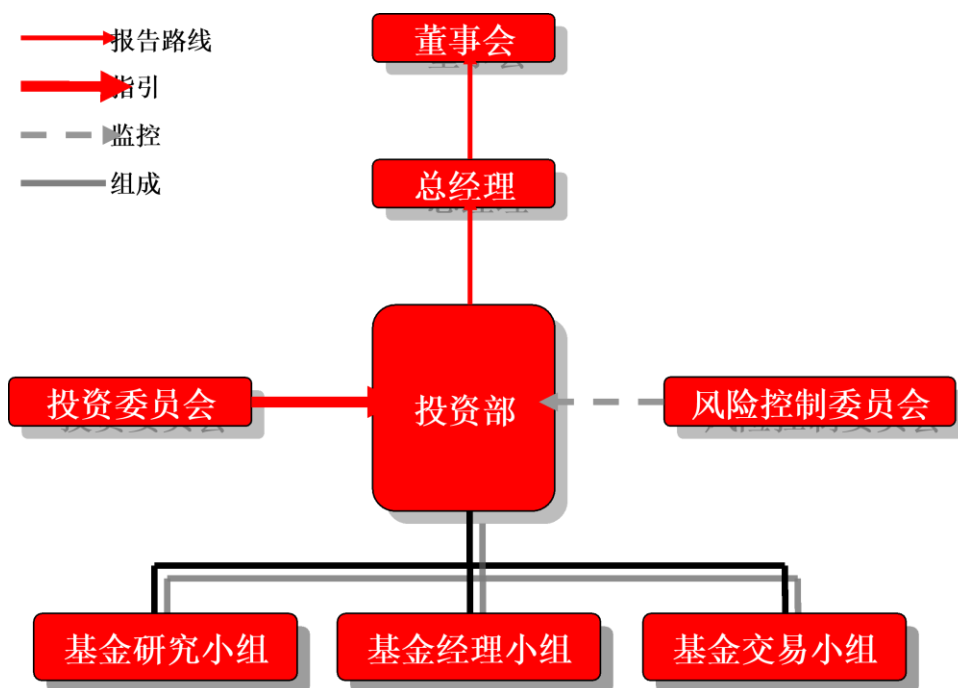 报告路线
指引
监控
组成
董事会
总经理
投资委员会
投资部
风险控制委员会
基金研究小组
基金经理小组
基金交易小组